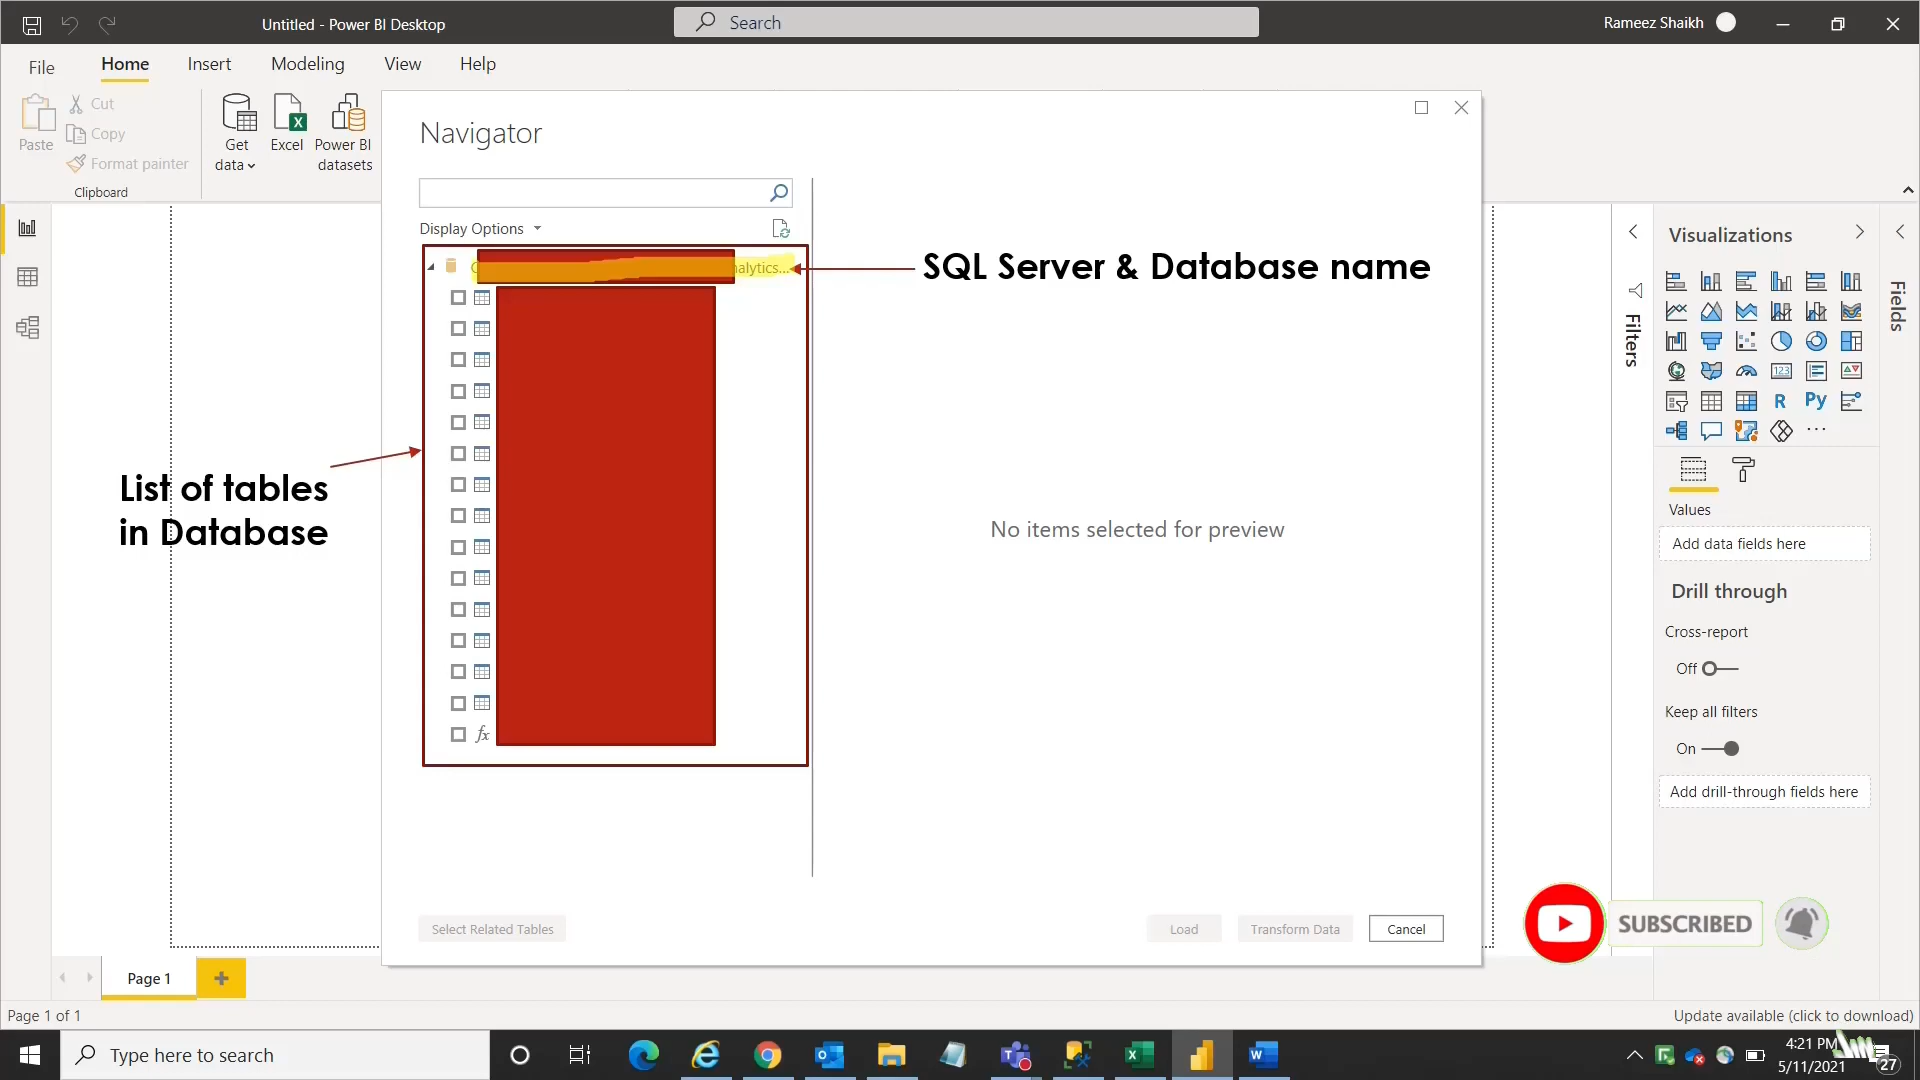 Untitled - Power BI Desktop
Search
Rameez Shaikh
File
Home
Insert
Modeling
View
Help
Paste
Cut
Copy
Format painter
Clipboard
Get
data
Excel
Power BI
datasets
Navigator
Display Options
nalytics...
SQL Server & Database name
List of tables
in Database
fx
No items selected for preview
Select Related Tables
Load
Transform Data
Cancel
Filters
Visualizations
123
R
Py
...
Values
Add data fields here
Drill through
Cross-report
Off
Keep all filters
On
Add drill-through fields here
Fields
SUBSCRIBED
Page 1
Page 1 of 1
Update available (click to download)
Type here to search
4:21 PM
5/11/2021
27